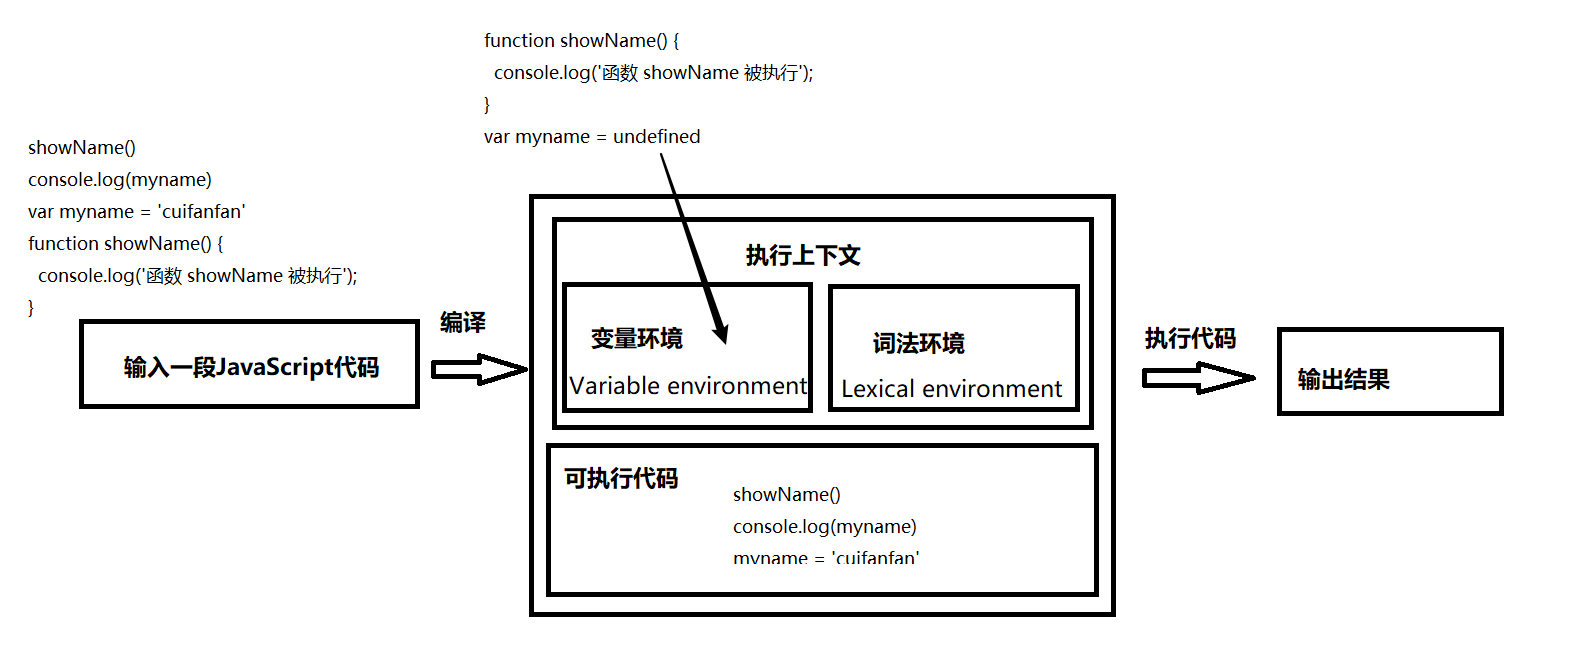 function showName() {
console.log('函数 showName 被执行');
}
var myname = undefined
showName()
console.log(myname)
var myname = 'cuifanfan'
function showName() {
console.log('函数 showName 被执行');
}
输入一段JavaScript代码
编译
执行上下文
变量环境
Variable environment
词法环境
Lexical environment
可执行代码
showName()
console.log(myname)
myname = 'cuifanfan'
执行代码
输出结果